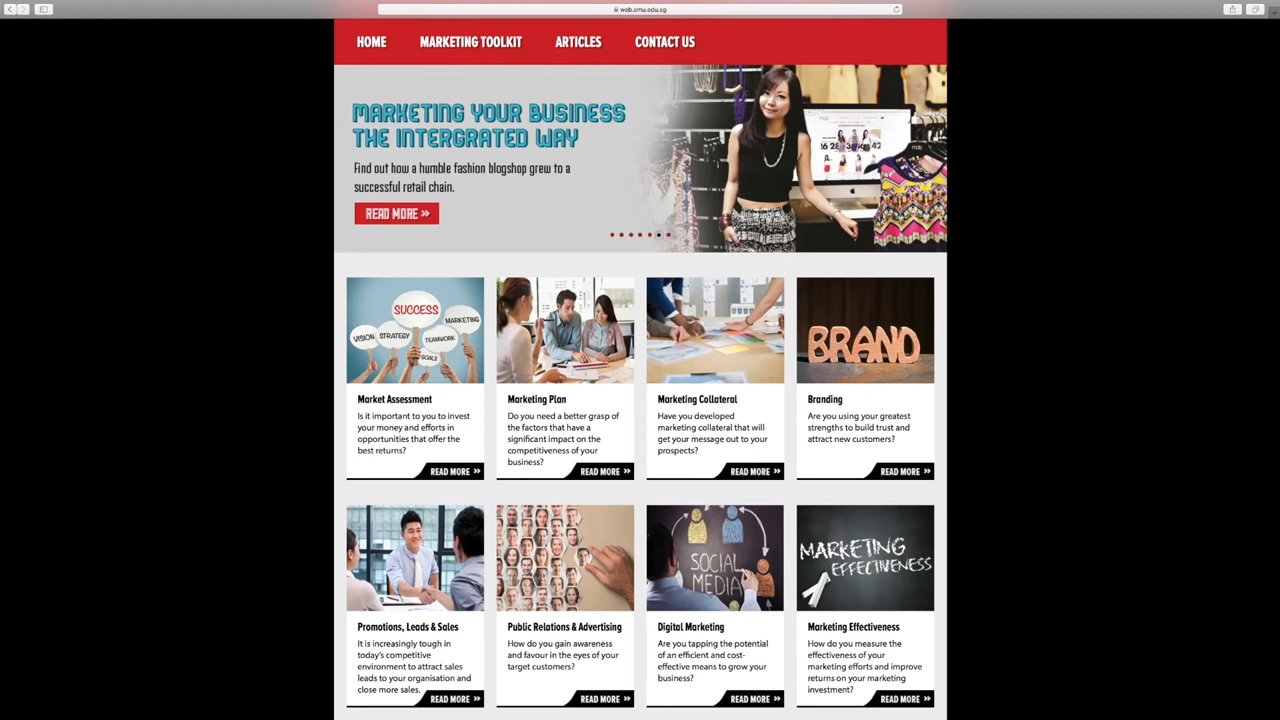 web.smu.edu.sg
HOME MARKETING TOOLKIT ARTICLES CONTACT US
MARKETING YOUR BUSINESS
THE INTERGRATED WAY
Find out how a humble fashion blogshop grew to a
successful retail chain.
READ MORE »
SUCCESS
MARKETING
VISION STRATEGY
TEAMWORK
GOALS
BRAND
Market Assessment
Is it important to you to invest
your money and efforts in
opportunities that offer the
best returns?
READ MORE »
Marketing Plan
Do you need a better grasp of
the factors that have a
significant impact on the
competitiveness of your
business?
READ MORE »
Marketing Collateral
Have you developed
marketing collateral that will
get your message out to your
prospects?
READ MORE »
Branding
Are you using your greatest
strengths to build trust and
attract new customers?
READ MORE »
SOCIAL
MEDIA
MARKETING
EFFECTIVENESS
Promotions, Leads & Sales
It is increasingly tough in
today's competitive
environment to attract sales
leads to your organisation and
close more sales.
READ MORE »
Public Relations & Advertising
How do you gain awareness
and favour in the eyes of your
target customers?
READ MORE »
Digital Marketing
Are you tapping the potential
of an efficient and cost-
effective means to grow your
business?
READ MORE »
Marketing Effectiveness
How do you measure the
effectiveness of your
marketing efforts and improve
returns on your marketing
investment?
READ MORE »